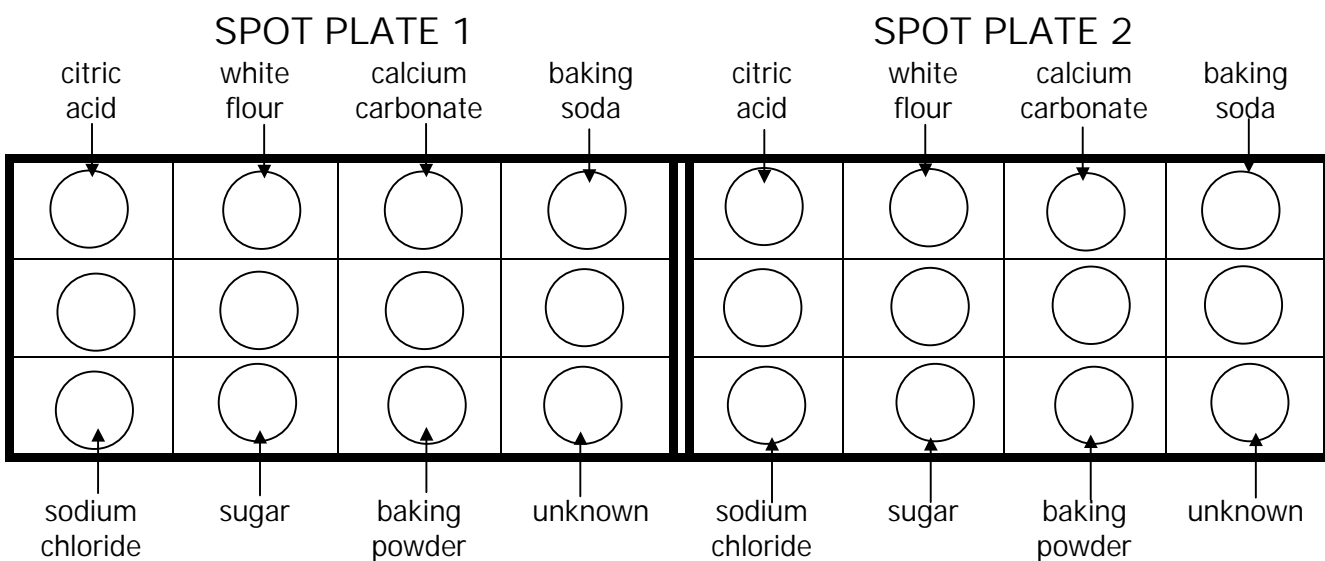 SPOT PLATE 1
SPOT PLATE 2
citric
acid
white
flour
calcium
carbonate
baking
soda
citric
acid
white
flour
calcium
carbonate
baking
soda
sodium
chloride
sugar
baking
powder
unknown
sodium
chloride
sugar
baking
powder
unknown